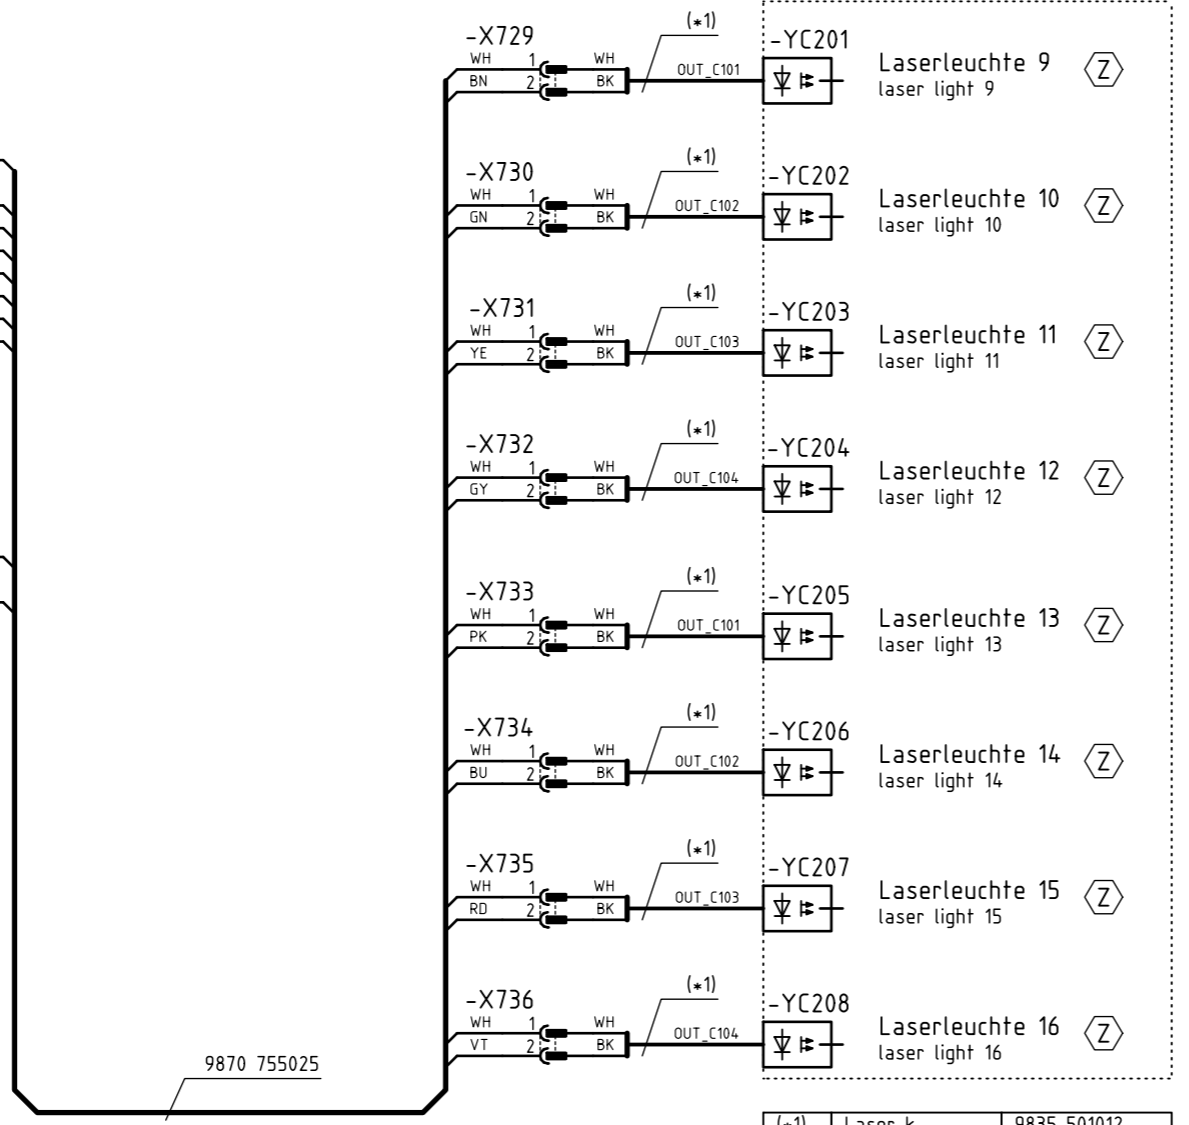 (*1)
-X729
-YC201
WH 1 WH
OUT_C101
BN 2 BK
Laserleuchte 9
laser light 9
Z
(*1)
-X730
-YC202
WH 1 WH
OUT_C102
GN 2 BK
Laserleuchte 10
laser light 10
Z
(*1)
-X731
-YC203
WH 1 WH
OUT_C103
YE 2 BK
Laserleuchte 11
laser light 11
Z
(*1)
-X732
-YC204
WH 1 WH
OUT_C104
GY 2 BK
Laserleuchte 12
laser light 12
Z
(*1)
-X733
-YC205
WH 1 WH
OUT_C101
PK 2 BK
Laserleuchte 13
laser light 13
Z
(*1)
-X734
-YC206
WH 1 WH
OUT_C102
BU 2 BK
Laserleuchte 14
laser light 14
Z
(*1)
-X735
-YC207
WH 1 WH
OUT_C103
RD 2 BK
Laserleuchte 15
laser light 15
Z
(*1)
-X736
-YC208
WH 1 WH
OUT_C104
VT 2 BK
Laserleuchte 16
laser light 16
Z
9870 755025
(*1) Laser k 9835 501012